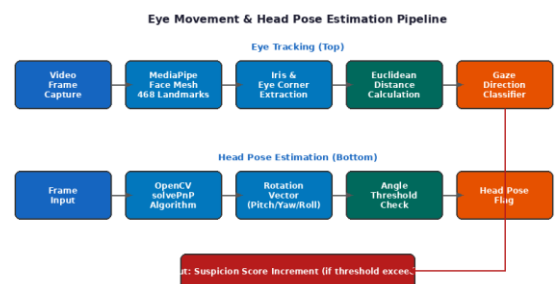 Eye Movement & Head Pose Estimation Pipeline
Eye Tracking (Top)
Video
Frame
Capture
MediaPipe
Face Mesh
468 Landmarks
Iris &
Eye Corner
Extraction
Euclidean
Distance
Calculation
Gaze
Direction
Classifier
Head Pose Estimation (Bottom)
Frame
Input
OpenCV
solvePnP
Algorithm
Rotation
Vector
(Pitch/Yaw/Roll)
Angle
Threshold
Check
Head Pose
Flag
ut: Suspicion Score Increment (if threshold excee